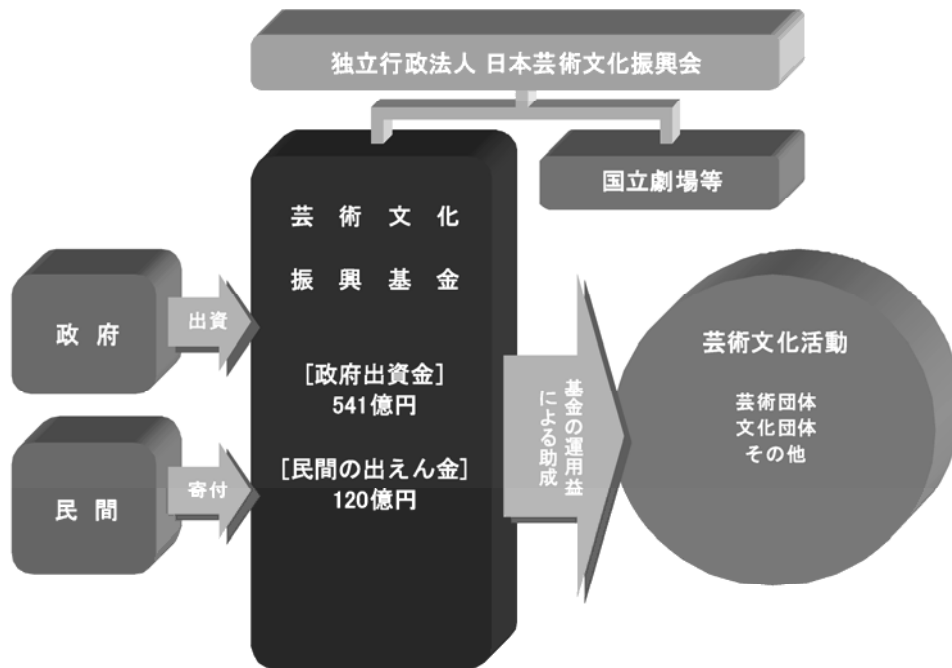 独立行政法人 日本芸術文化振興会
国立劇場等
芸術文化
振興基金
[政府出資金]
541億円
[民間の出えん金]
120億円
政府
出資
民間
寄付
基金の運用益
による助成
芸術文化活動
芸術団体
文化団体
その他